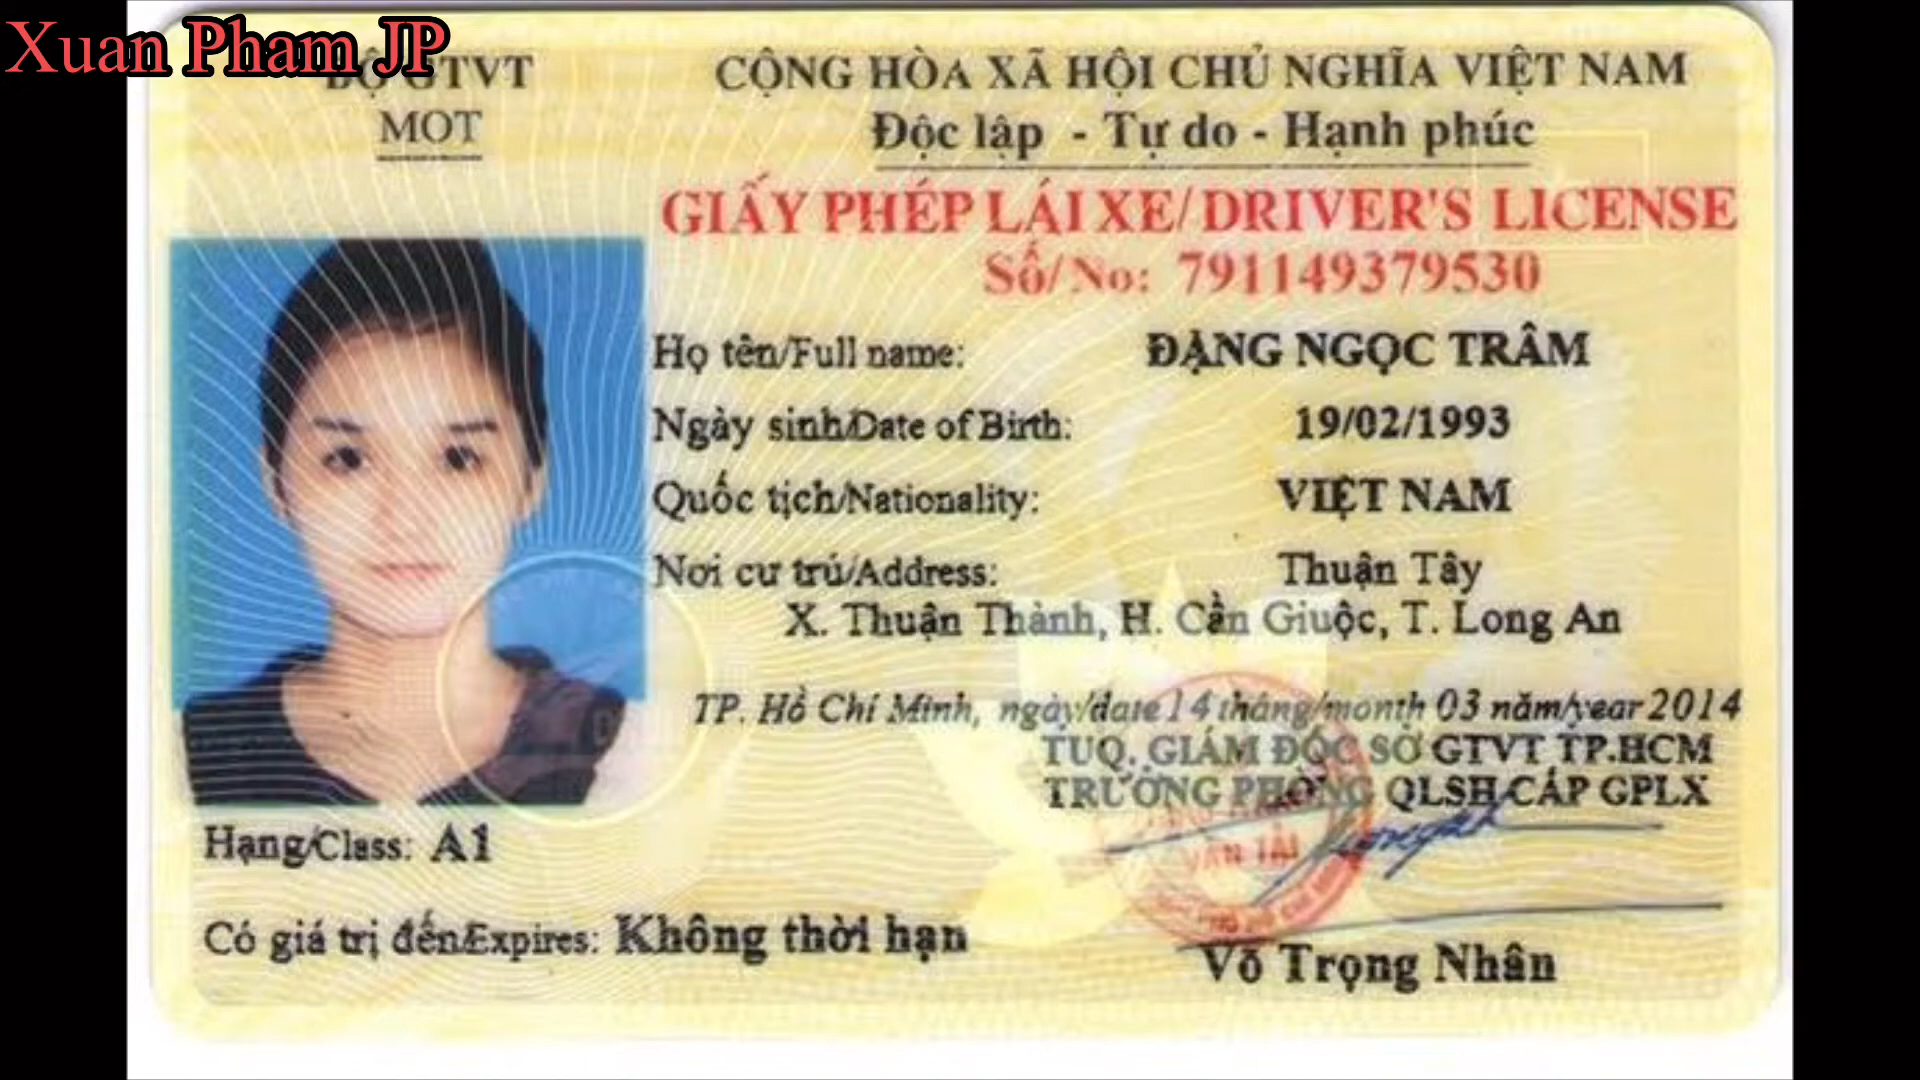 Xuan Pham JP
BỘ GTVT
MOT
CỘNG HÒA XÃ HỘI CHỦ NGHĨA VIỆT NAM
Độc lập - Tự do - Hạnh phúc
GIẤY PHÉP LÁI XE/DRIVER'S LICENSE
Số/No: 791149379530
Họ tên/Full name: ĐẶNG NGỌC TRÂM
Ngày sinh/Date of Birth: 19/02/1993
Quốc tịch/Nationality: VIỆT NAM
Nơi cư trú/Address: Thuận Tây
X. Thuận Thành, H. Cần Giuộc, T. Long An
TP. Hồ Chí Minh, ngày/date 14 tháng/month 03 năm/year 2014
TUQ. GIÁM ĐỐC SỞ GTVT TP.HCM
TRƯỞNG PHÒNG QLSH CẤP GPLX
VẬN TẢI
Hạng/Class: A1
Có giá trị đến/Expires: Không thời hạn
Võ Trọng Nhân